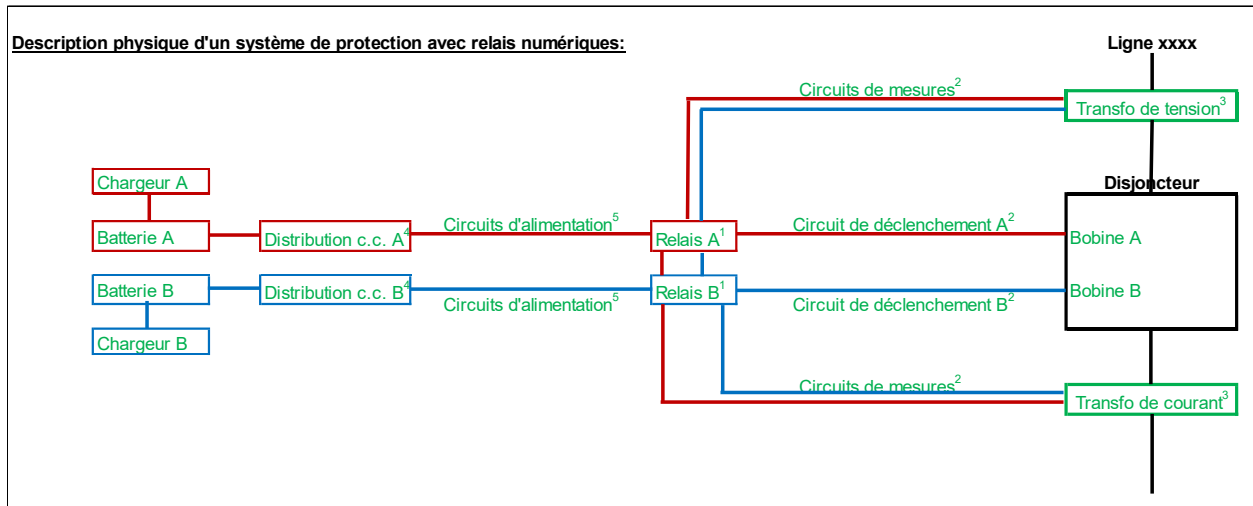 Description physique d'un système de protection avec relais numériques:
Ligne xxxx
Circuits de mesures²
Transfo de tension³
Chargeur A
Disjoncteur
Batterie A
Distribution c.c. A⁴
Circuits d'alimentation⁵
Relais A¹
Circuit de déclenchement A²
Bobine A
Batterie B
Distribution c.c. B⁴
Circuits d'alimentation⁵
Relais B¹
Circuit de déclenchement B²
Bobine B
Chargeur B
Circuits de mesures²
Transfo de courant³